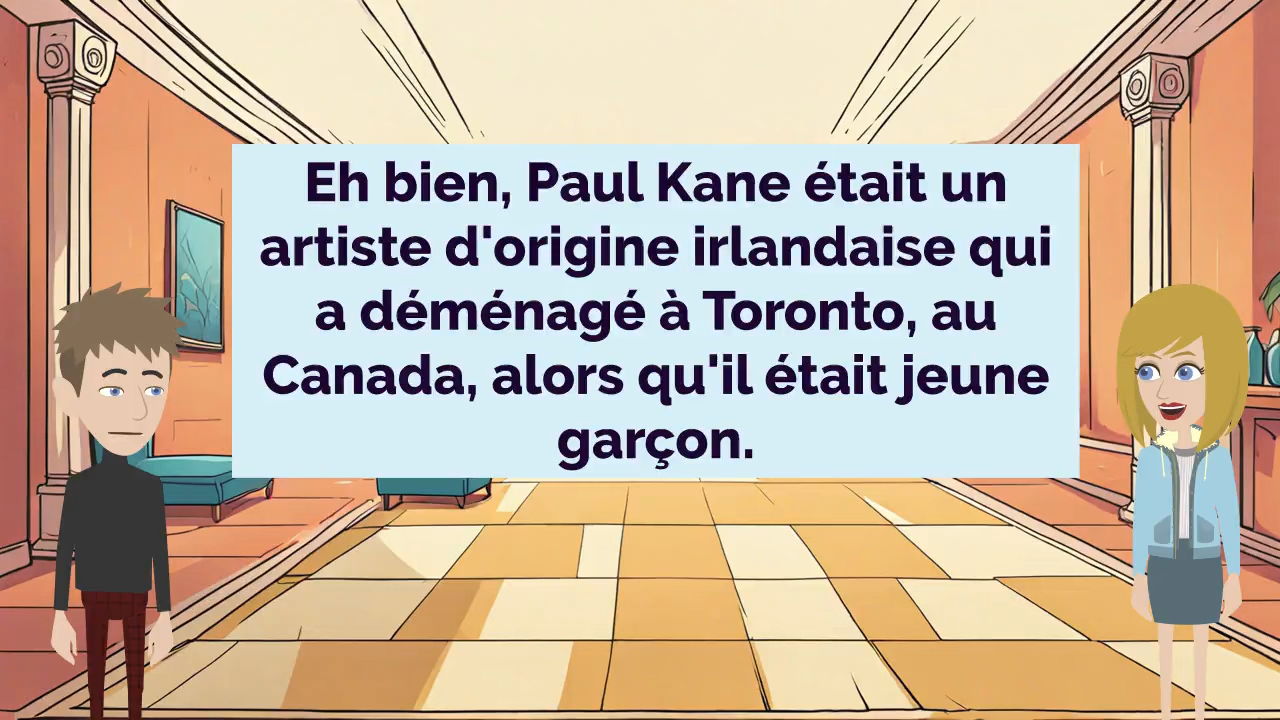 Eh bien, Paul Kane était un
artiste d'origine irlandaise qui
a déménagé à Toronto, au
Canada, alors qu'il était jeune
garçon.